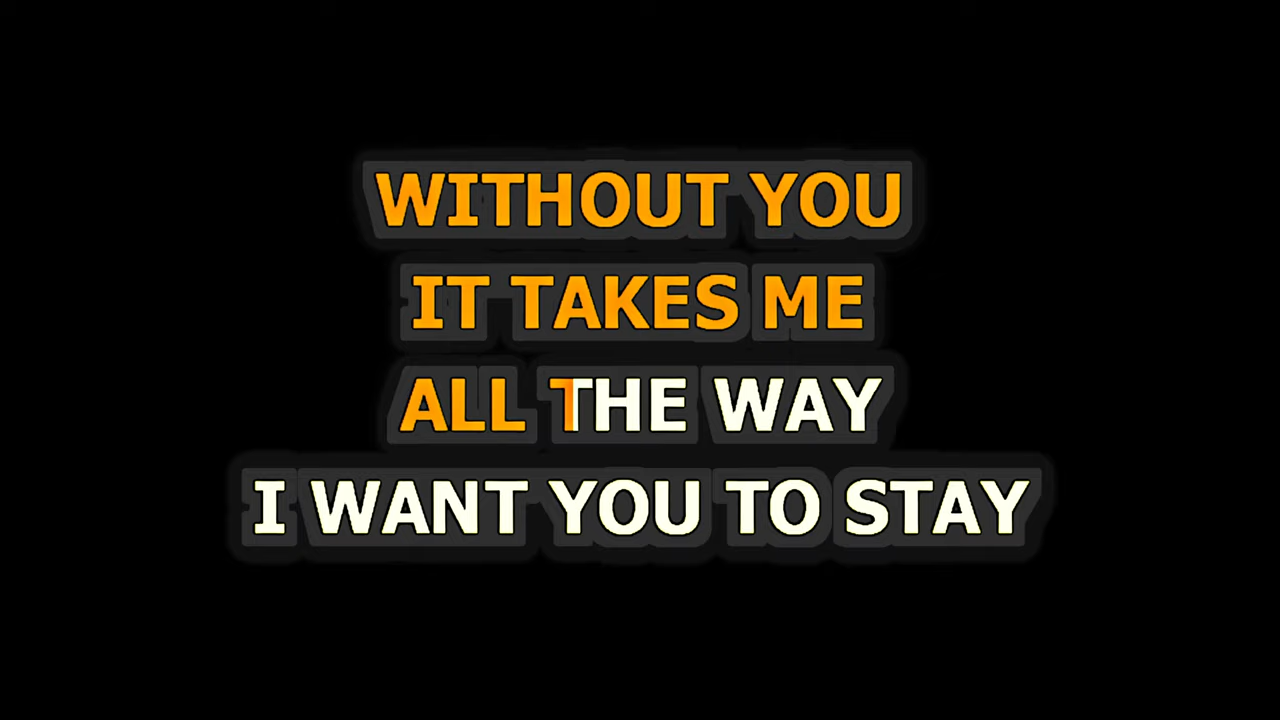 WITHOUT YOU
IT TAKES ME
ALL THE WAY
I WANT YOU TO STAY